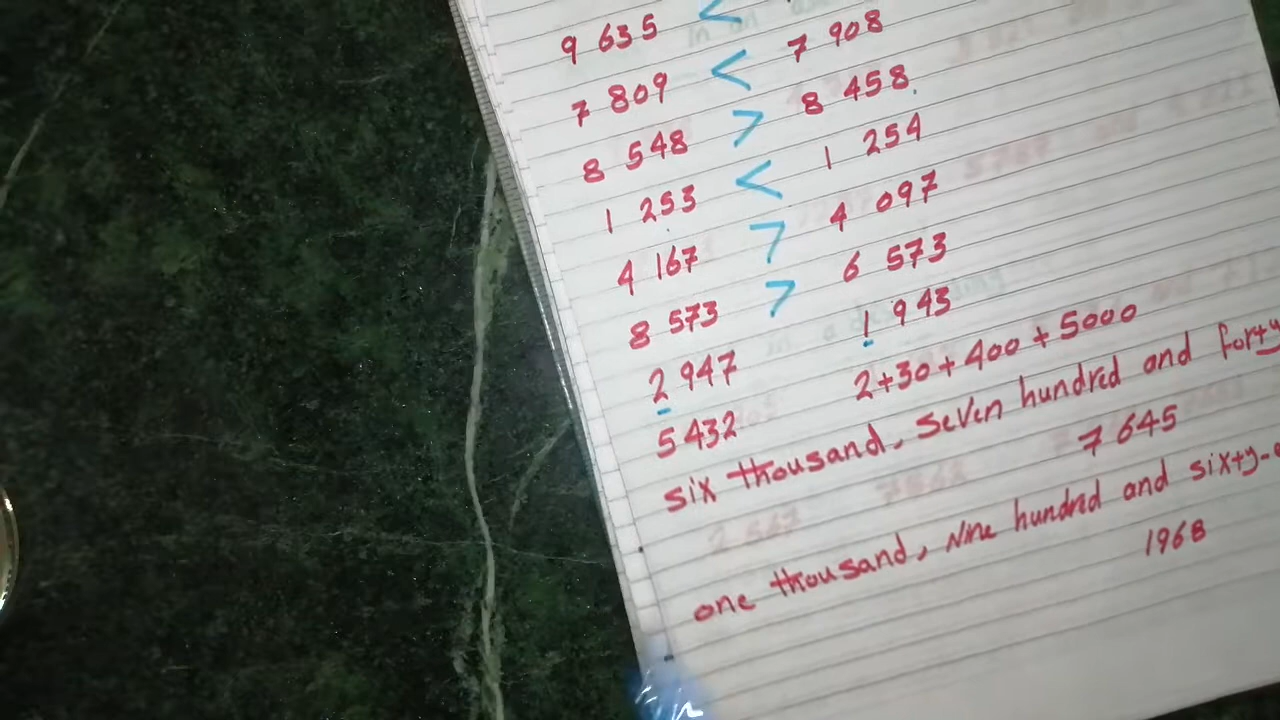 9 635 <
7 809 < 7 908
8 548 > 8 458
1 253 < 1 254
4 167 > 4 097
8 573 > 6 573
2 947 1 943
5432 2+30+400+5000
six thousand, seven hundred and forty
7 645
one thousand, Nine hundred and sixty-
1968